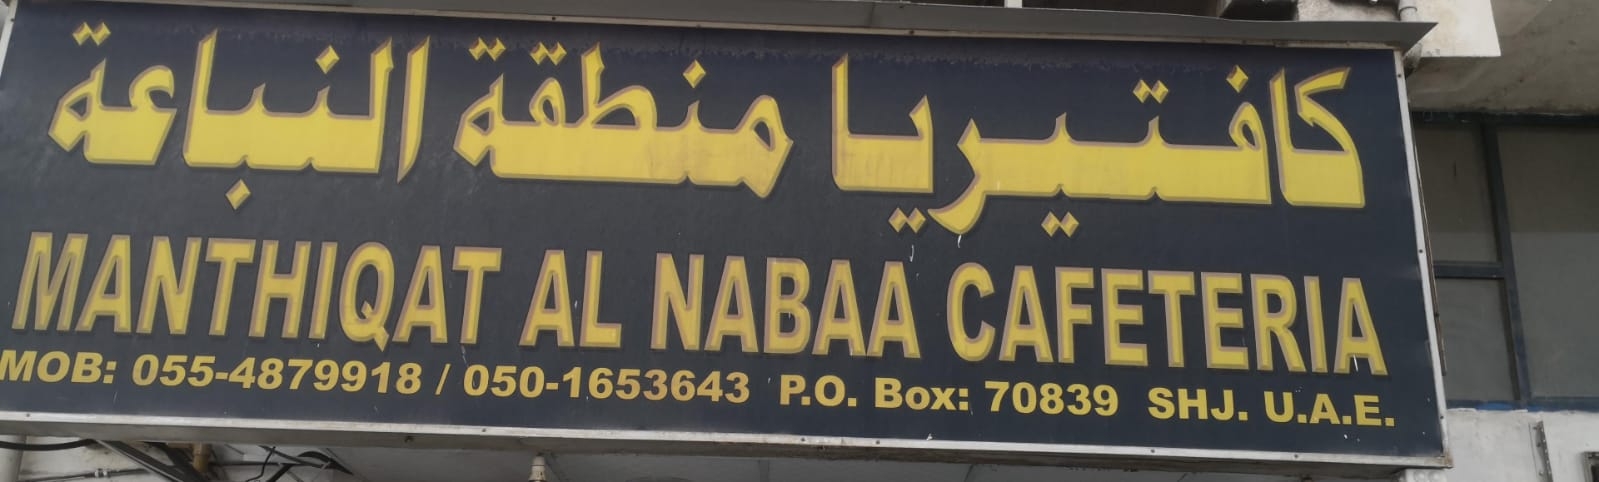 كافتيريا منطقة النباعة
MANTHIQAT AL NABAA CAFETERIA
MOB: 055-4879918 / 050-1653643 P.O. Box: 70839 SHJ. U.A.E.